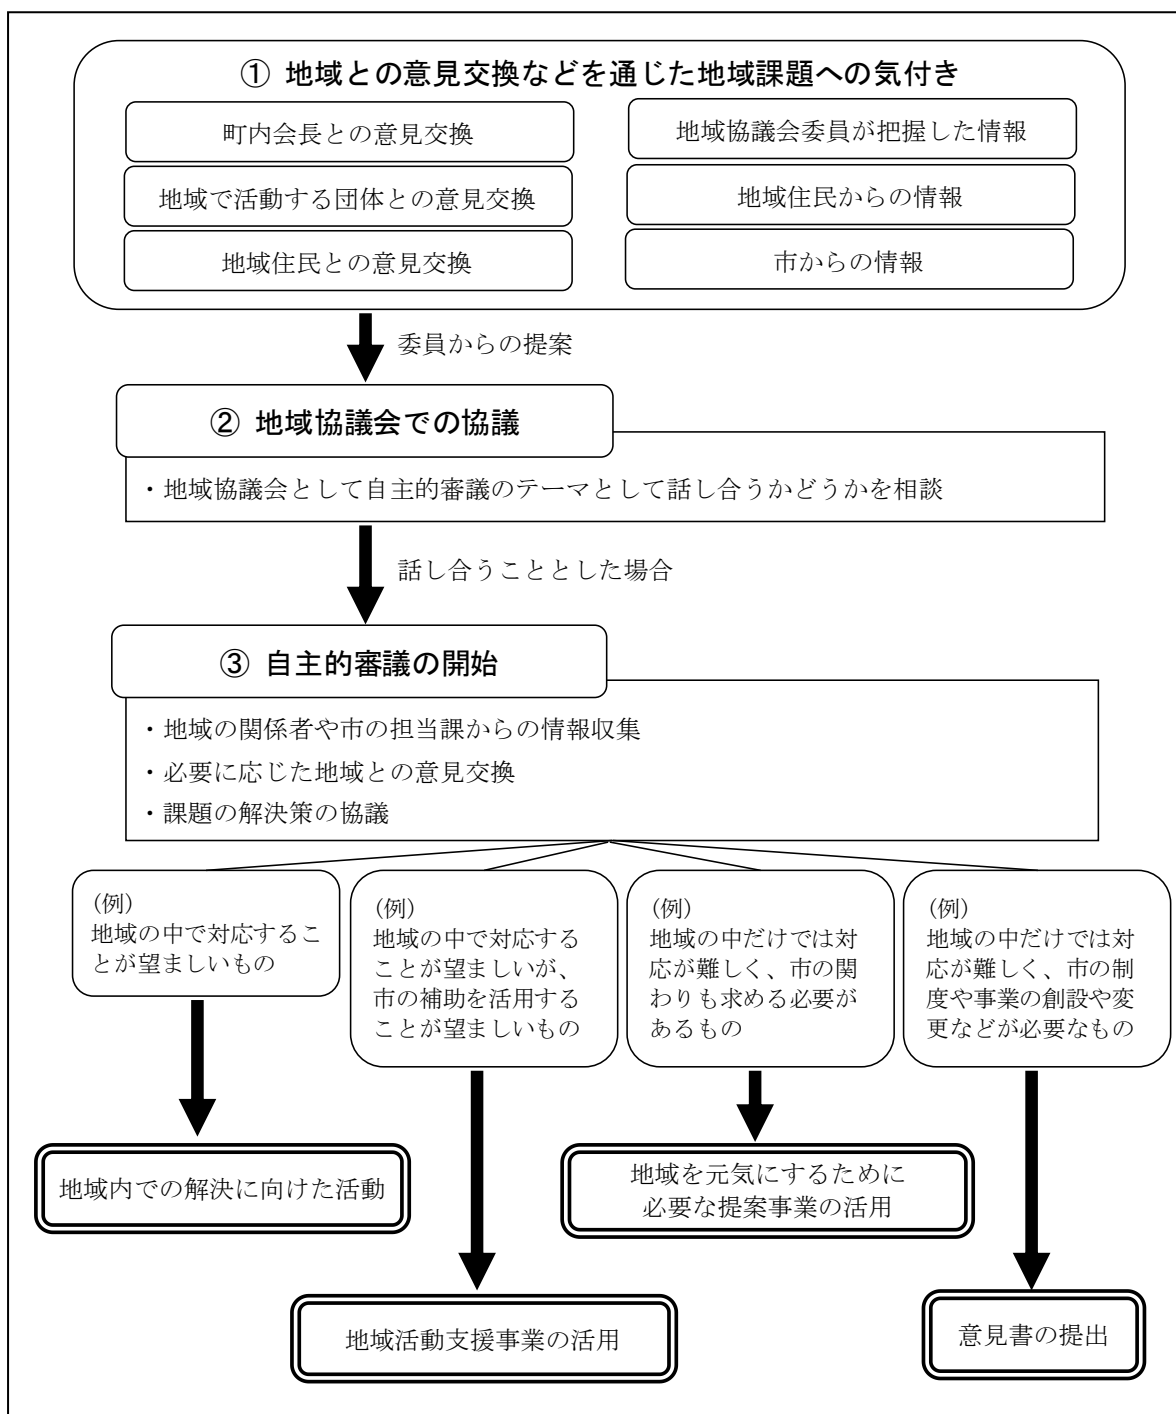 ① 地域との意見交換などを通じた地域課題への気付き
町内会長との意見交換
地域で活動する団体との意見交換
地域住民との意見交換
地域協議会委員が把握した情報
地域住民からの情報
市からの情報
委員からの提案
② 地域協議会での協議
・地域協議会として自主的審議のテーマとして話し合うかどうかを相談
話し合うこととした場合
③ 自主的審議の開始
・地域の関係者や市の担当課からの情報収集
・必要に応じた地域との意見交換
・課題の解決策の協議
(例)
地域の中で対応するこ
とが望ましいもの
(例)
地域の中で対応する
ことが望ましいが、
市の補助を活用する
ことが望ましいもの
(例)
地域の中だけでは対
応が難しく、市の関
わりも求める必要が
あるもの
(例)
地域の中だけでは対
応が難しく、市の制
度や事業の創設や変
更などが必要なもの
地域内での解決に向けた活動
地域活動支援事業の活用
地域を元気にするために
必要な提案事業の活用
意見書の提出